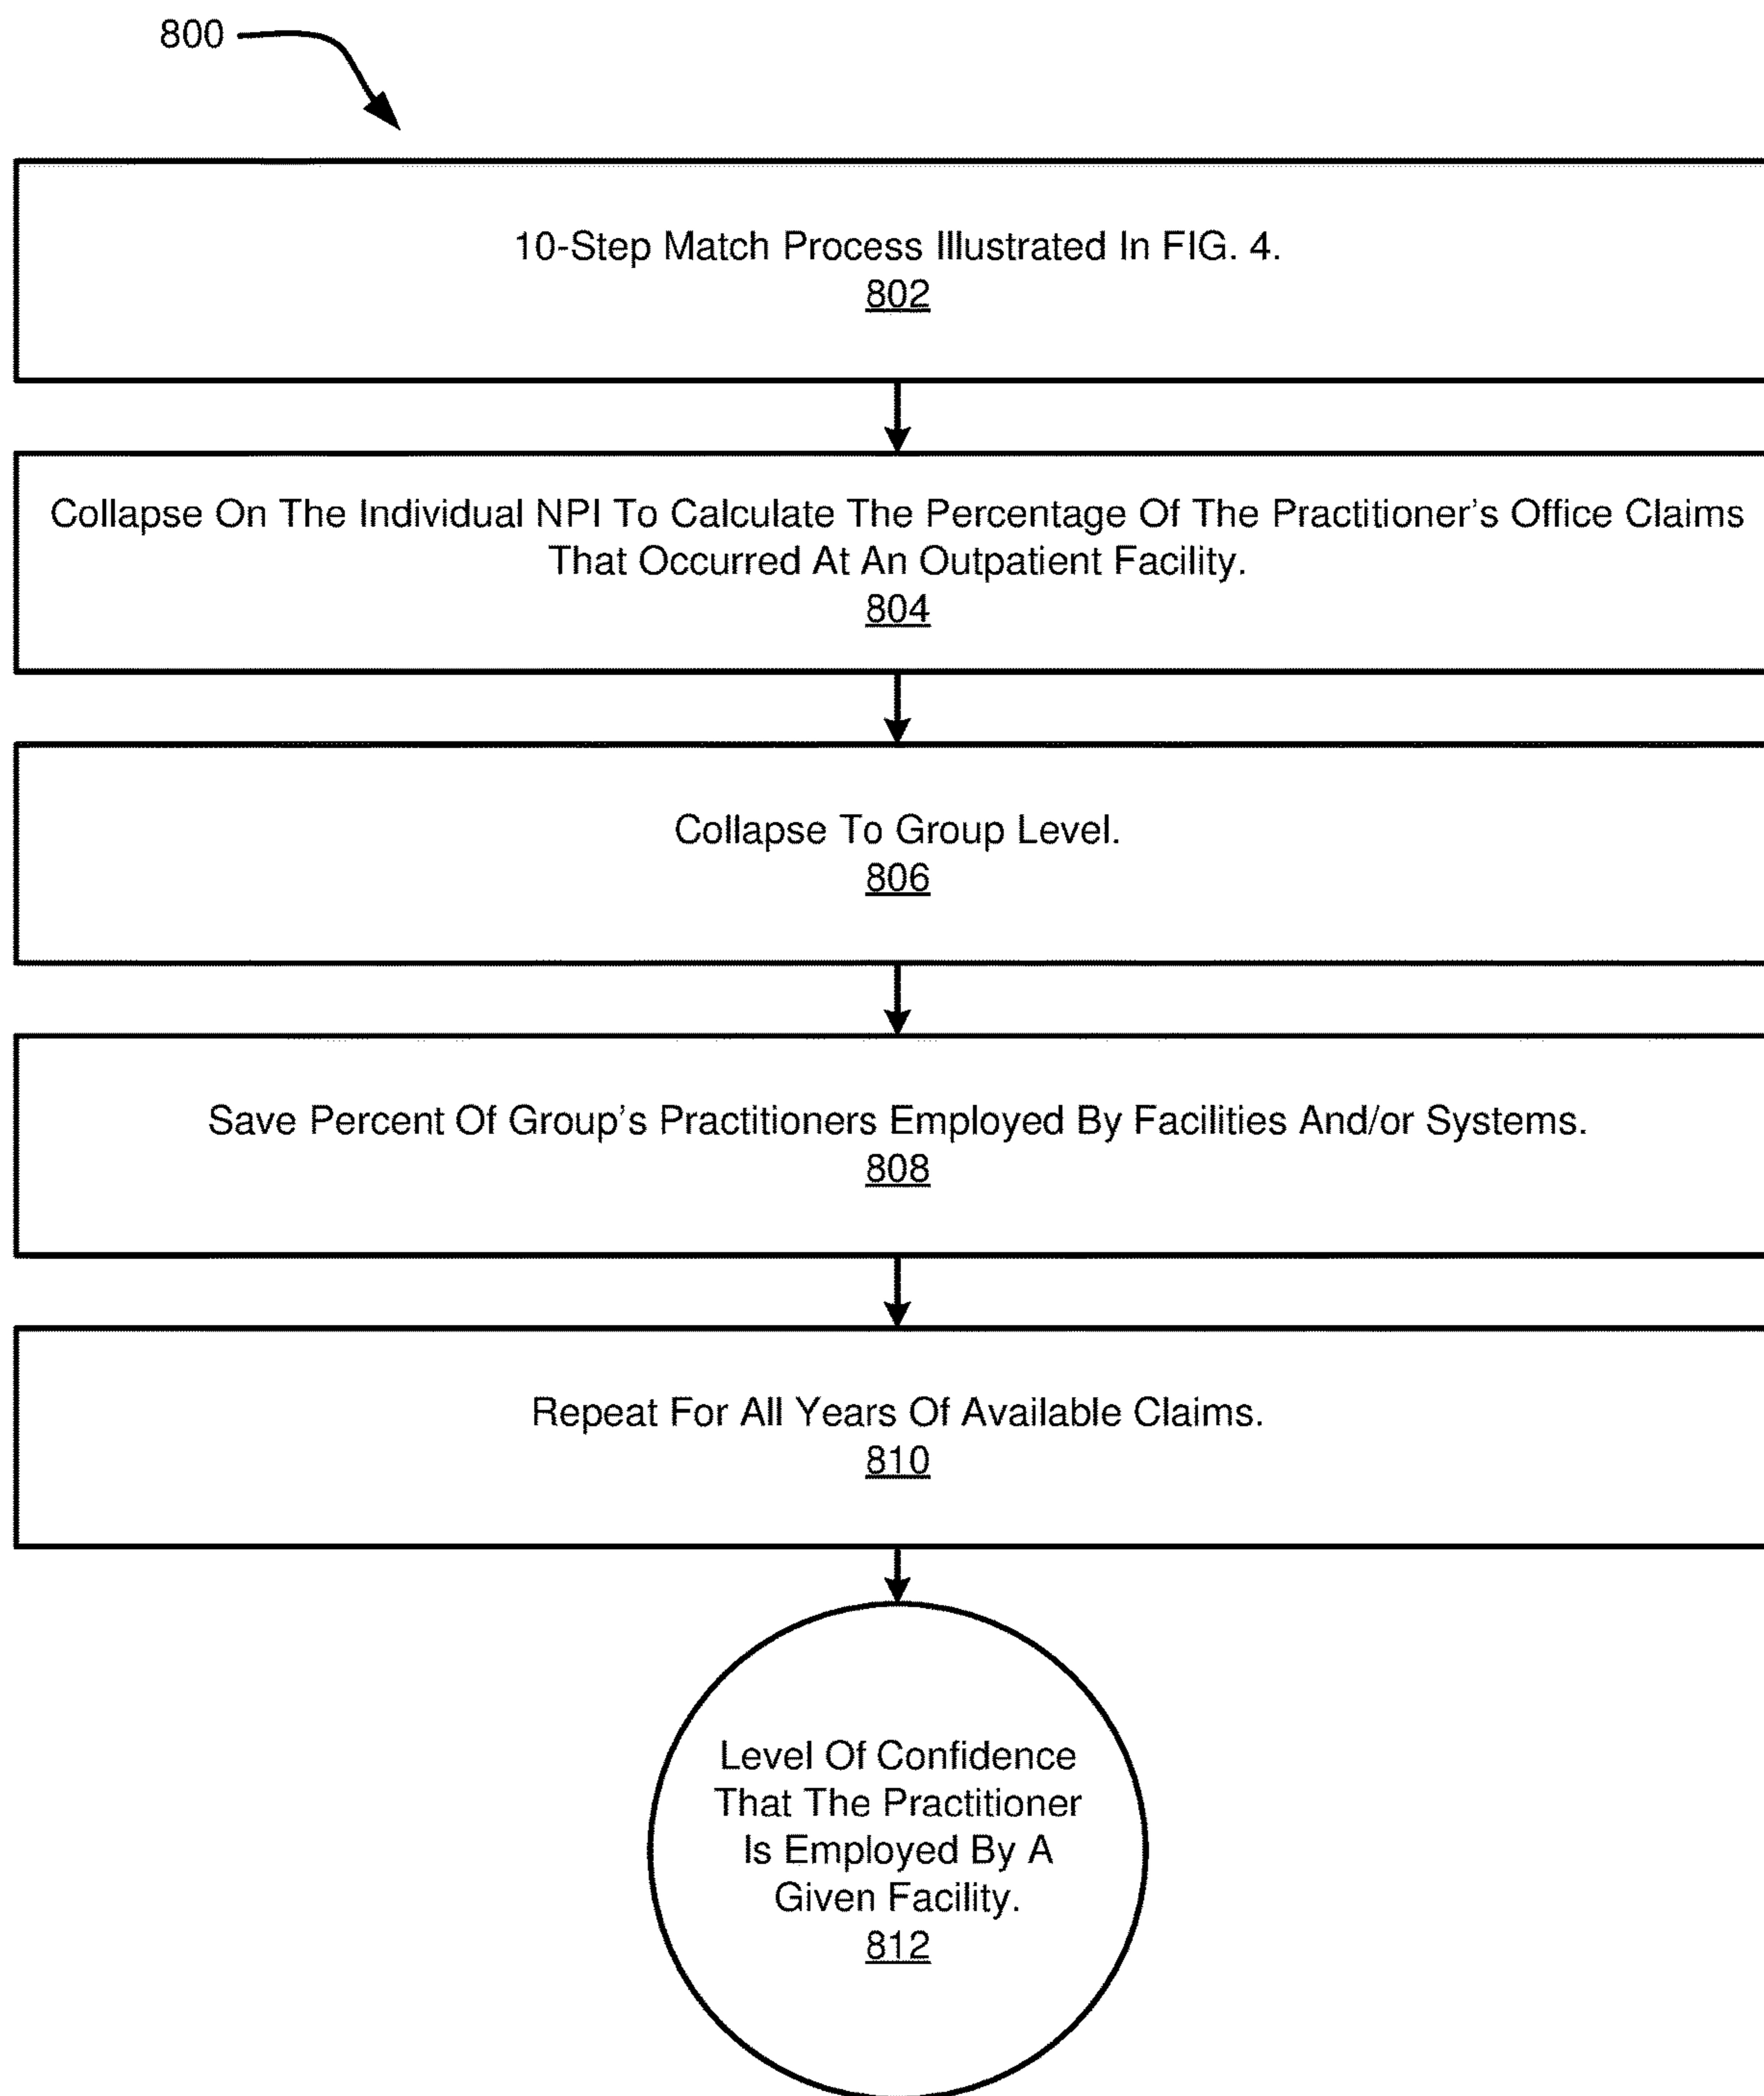 800
10-Step Match Process Illustrated In FIG. 4.
802
Collapse On The Individual NPI To Calculate The Percentage Of The Practitioner's Office Claims
That Occurred At An Outpatient Facility.
804
Collapse To Group Level.
806
Save Percent Of Group's Practitioners Employed By Facilities And/or Systems.
808
Repeat For All Years Of Available Claims.
810
Level Of Confidence
That The Practitioner
Is Employed By A
Given Facility.
812